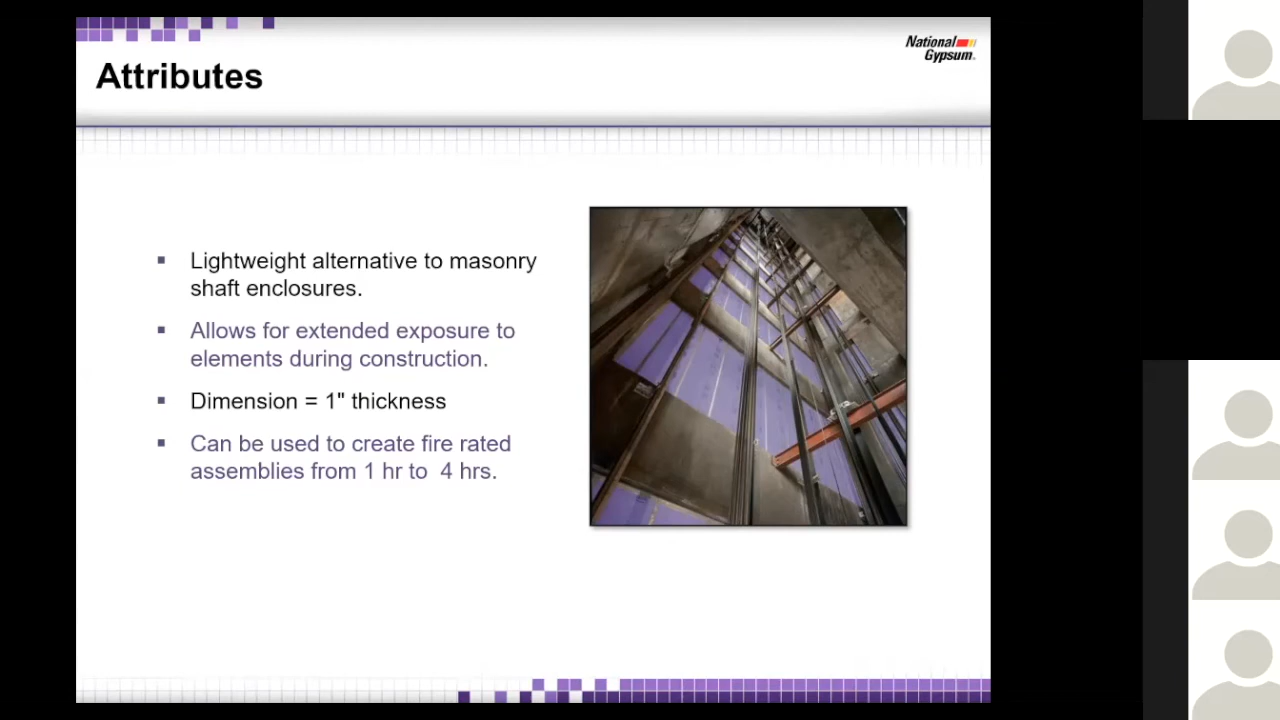 National
Gypsum
Attributes
Lightweight alternative to masonry
shaft enclosures.
Allows for extended exposure to
elements during construction.
Dimension = 1" thickness
Can be used to create fire rated
assemblies from 1 hr to  4 hrs.